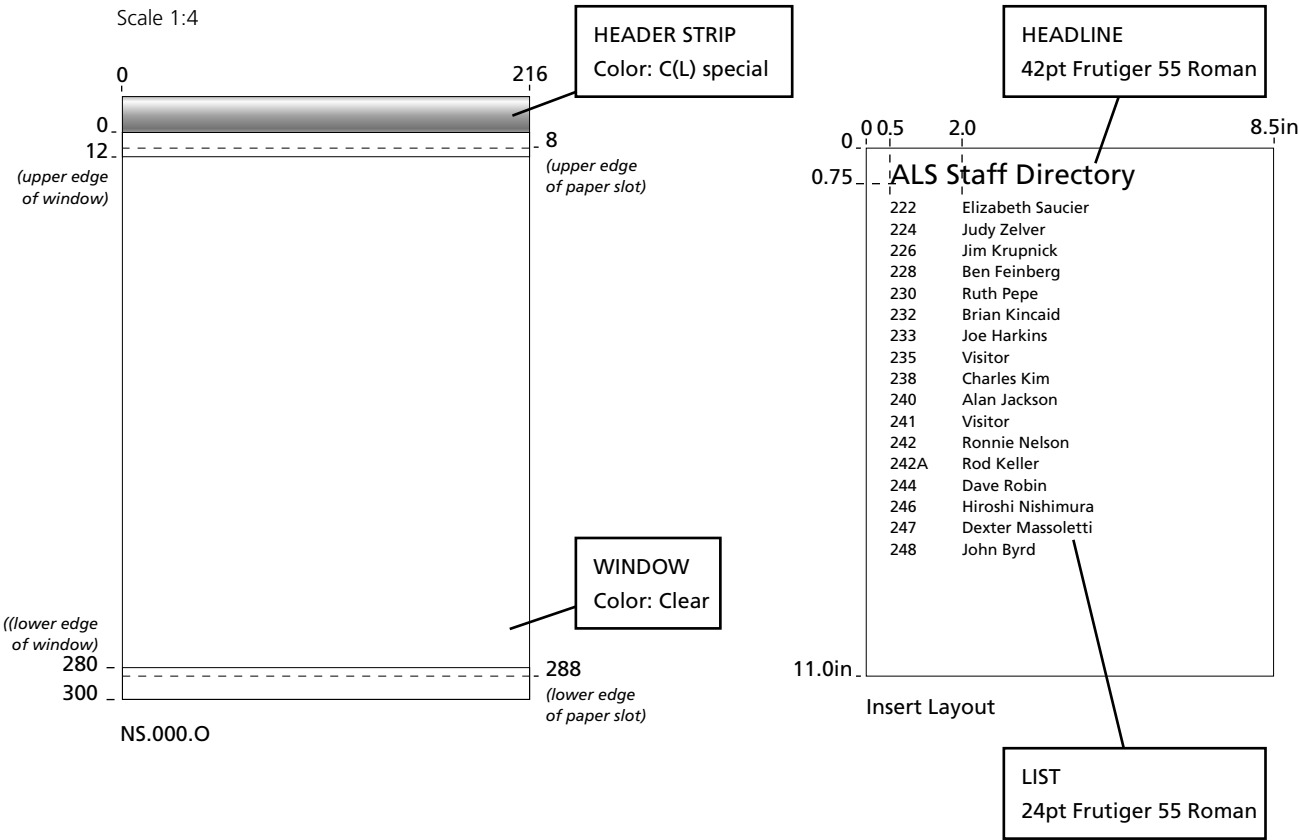 Scale 1:4
HEADER STRIP
Color: C(L) special
0
216
0
12
(upper edge
of window)
8
(upper edge
of paper slot)
WINDOW
Color: Clear
((lower edge
of window)
280
300
288
(lower edge
of paper slot)
NS.000.O
HEADLINE
42pt Frutiger 55 Roman
0 0.5 2.0 8.5in
0
0.75
ALS Staff Directory
222 Elizabeth Saucier
224 Judy Zelver
226 Jim Krupnick
228 Ben Feinberg
230 Ruth Pepe
232 Brian Kincaid
233 Joe Harkins
235 Visitor
238 Charles Kim
240 Alan Jackson
241 Visitor
242 Ronnie Nelson
242A Rod Keller
244 Dave Robin
246 Hiroshi Nishimura
247 Dexter Massoletti
248 John Byrd
11.0in
Insert Layout
LIST
24pt Frutiger 55 Roman